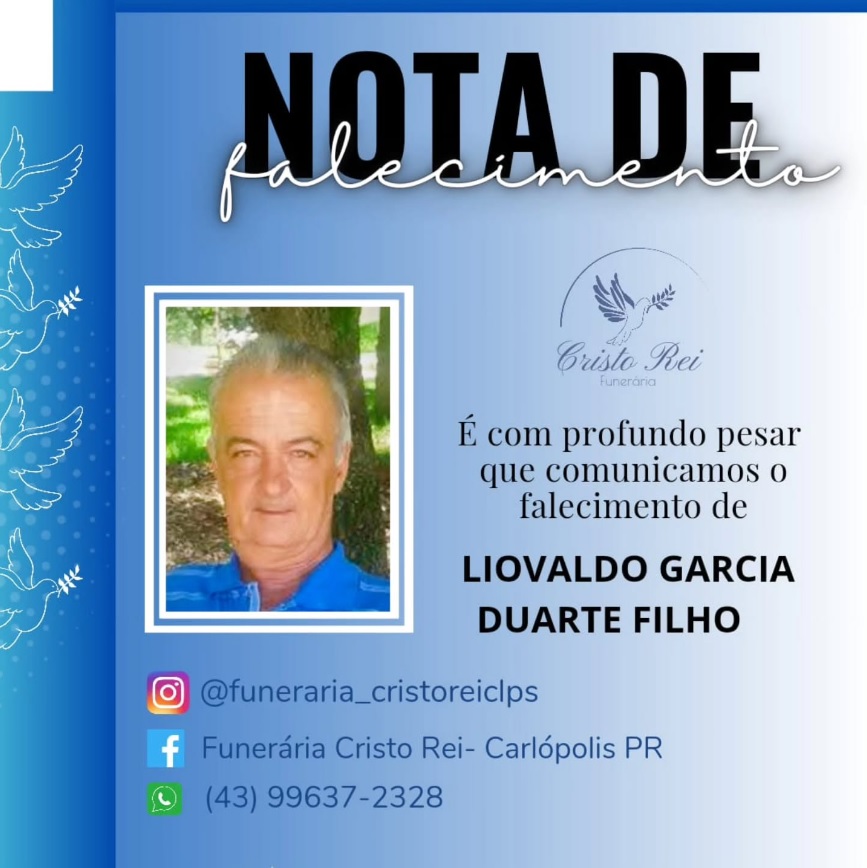 NOTA DE
falecimento
Cristo Rei
Funerária
É com profundo pesar
que comunicamos o
falecimento de
LIOVALDO GARCIA
DUARTE FILHO
@funeraria_cristoreiclps
Funerária Cristo Rei- Carlópolis PR
(43) 99637-2328